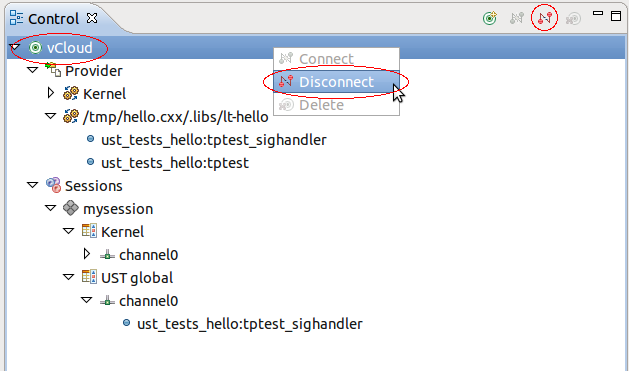 Control
vCloud
Connect
Provider
Disconnect
Kernel
Delete
/tmp/hello.cxx/.libs/lt-hello
ust_tests_hello:tptest_sighandler
ust_tests_hello:tptest
Sessions
mysession
Kernel
channel0
UST global
channel0
ust_tests_hello:tptest_sighandler